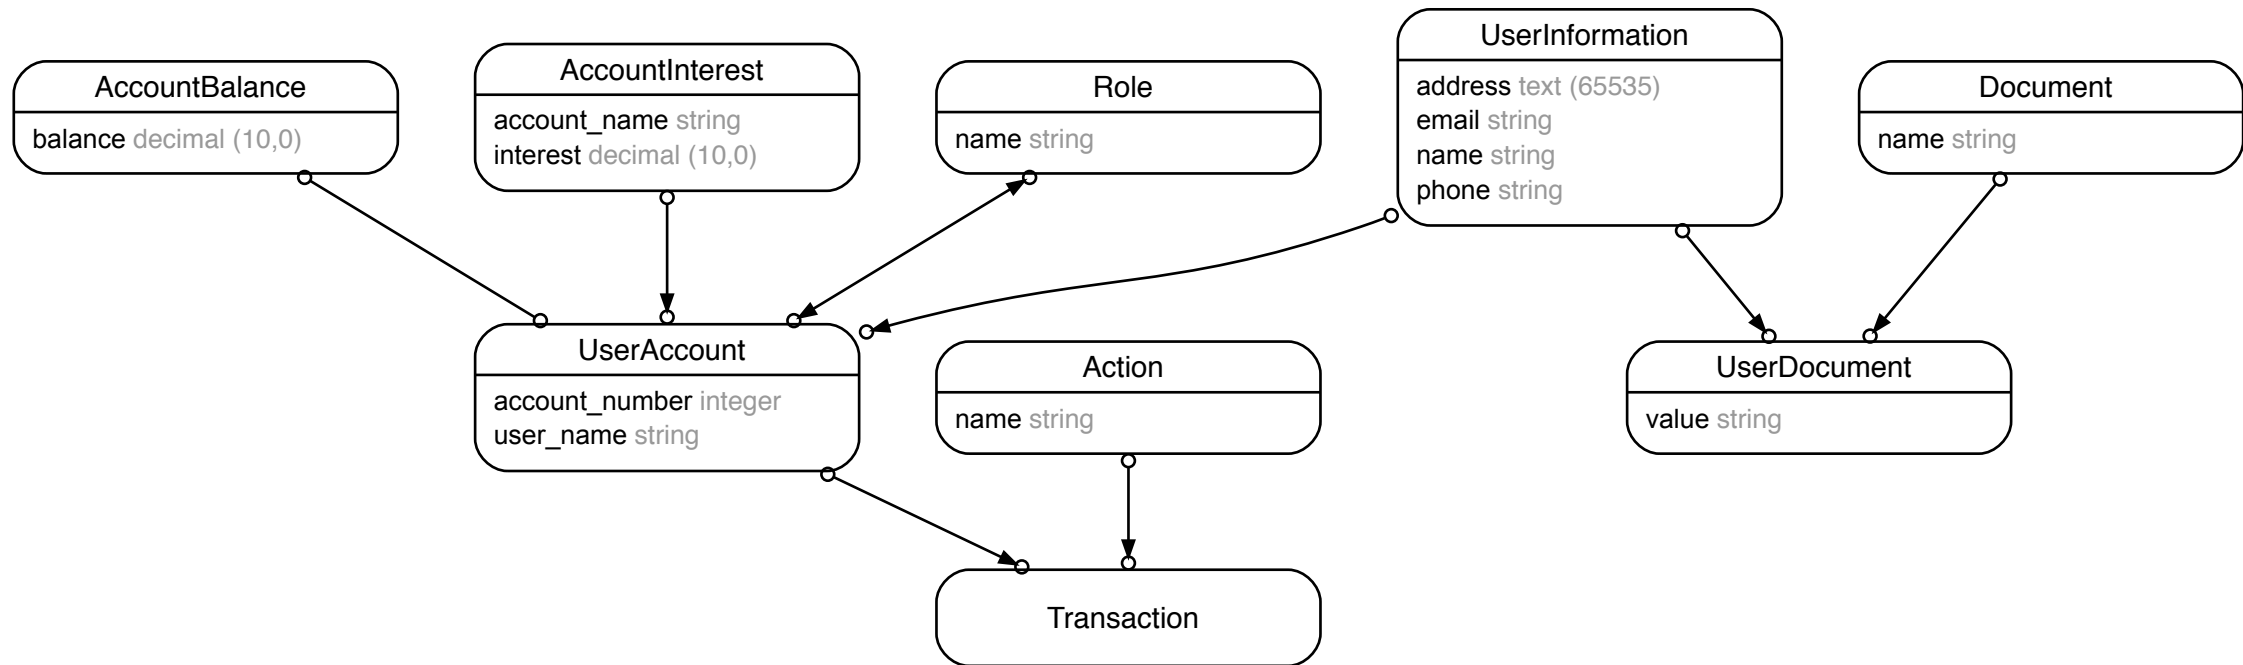 AccountBalance
balance decimal (10,0)
AccountInterest
account_name string
interest decimal (10,0)
Role
name string
UserInformation
address text (65535)
email string
name string
phone string
Document
name string
UserAccount
account_number integer
user_name string
Action
name string
UserDocument
value string
Transaction